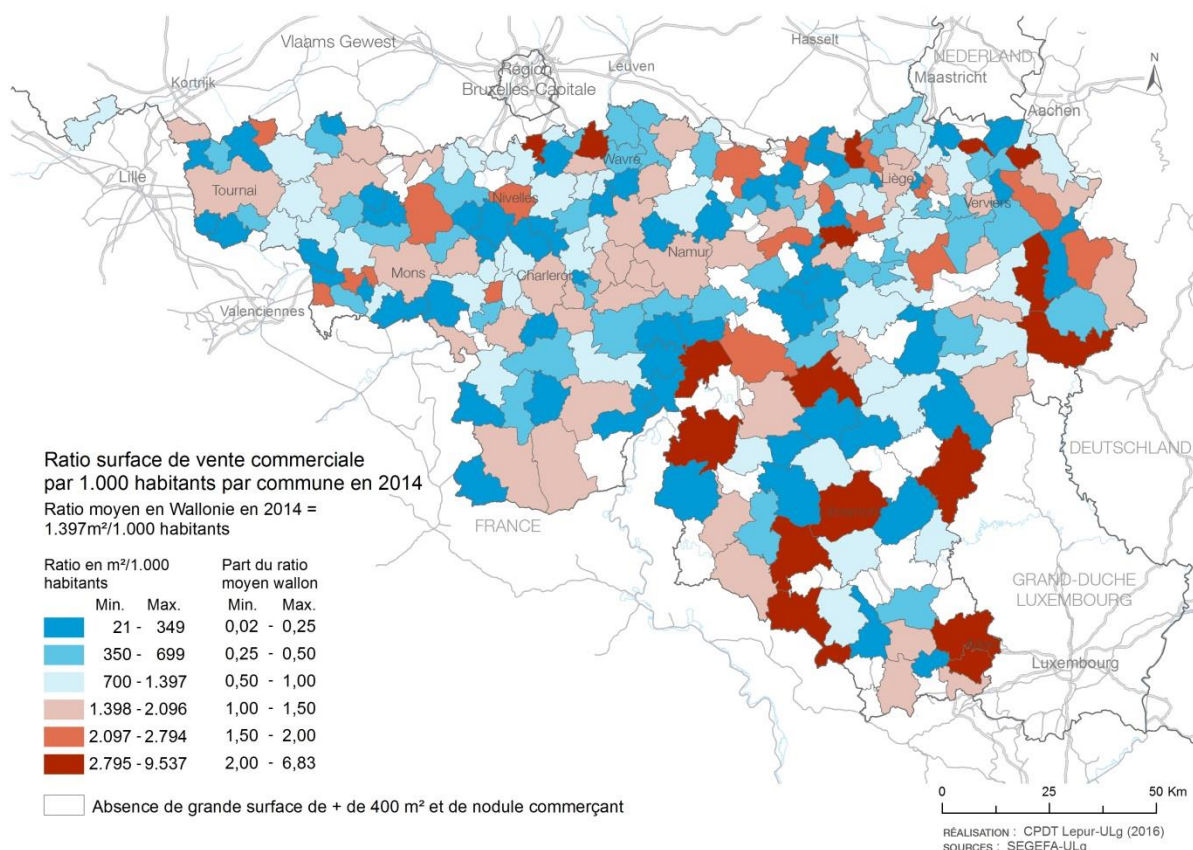 Vlaams Gewest
Hasselt
NEDERLAND
Maastricht
N
Kortrijk
Région
Bruxelles-Capitale
Leuven
Aachen
Lille
Tournai
Wavre
Liège
Nivelles
Verviers
Mons
Charleroi
Namur
Valenciennes
DEUTSCHLAND
FRANCE
GRAND-DUCHE
LUXEMBOURG
Luxembourg
Ratio surface de vente commerciale
par 1.000 habitants par commune en 2014
Ratio moyen en Wallonie en 2014 =
1.397m²/1.000 habitants
Ratio en m²/1.000 habitants
Part du ratio moyen wallon
Min. Max. Min. Max.
21 - 349 0,02 - 0,25
350 - 699 0,25 - 0,50
700 - 1.397 0,50 - 1,00
1.398 - 2.096 1,00 - 1,50
2.097 - 2.794 1,50 - 2,00
2.795 - 9.537 2,00 - 6,83
Absence de grande surface de + de 400 m² et de nodule commerçant
0 25 50 Km
RÉALISATION : CPDT Lepur-ULg (2016)
SOURCES : SEGEFA-ULg